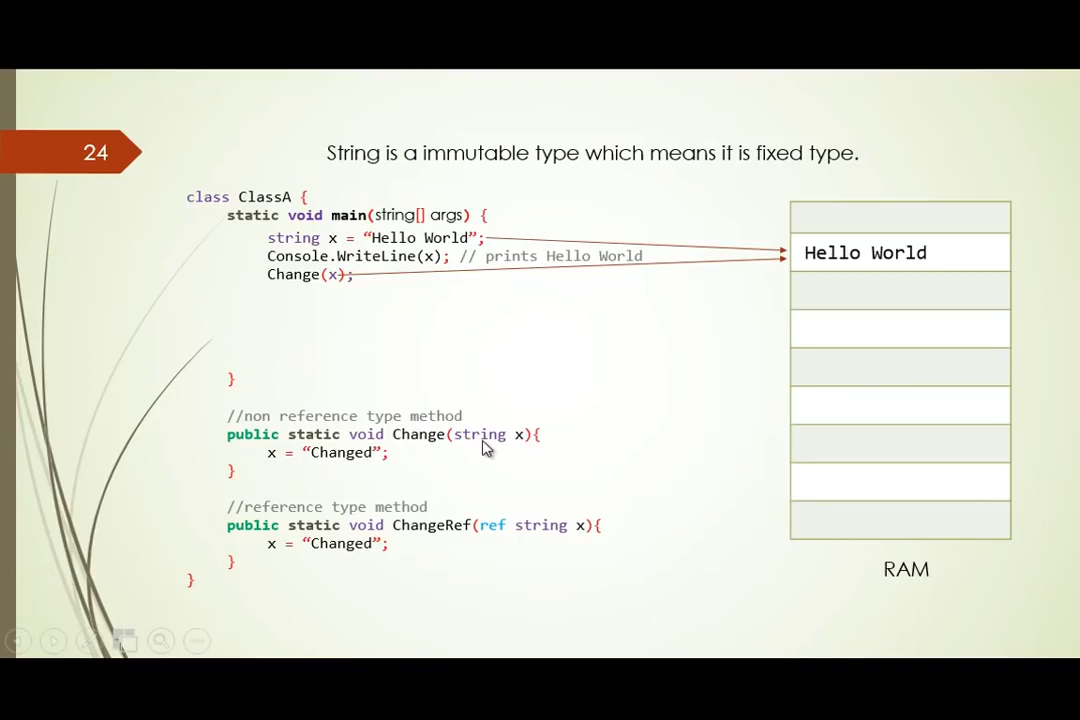 24
String is a immutable type which means it is fixed type.
class ClassA {
static void main(string[] args) {
string x = “Hello World”;
Console.WriteLine(x); // prints Hello World
Change(x);
}
//non reference type method
public static void Change(string x){
x = “Changed”;
}
//reference type method
public static void ChangeRef(ref string x){
x = “Changed”;
}
}
Hello World
RAM